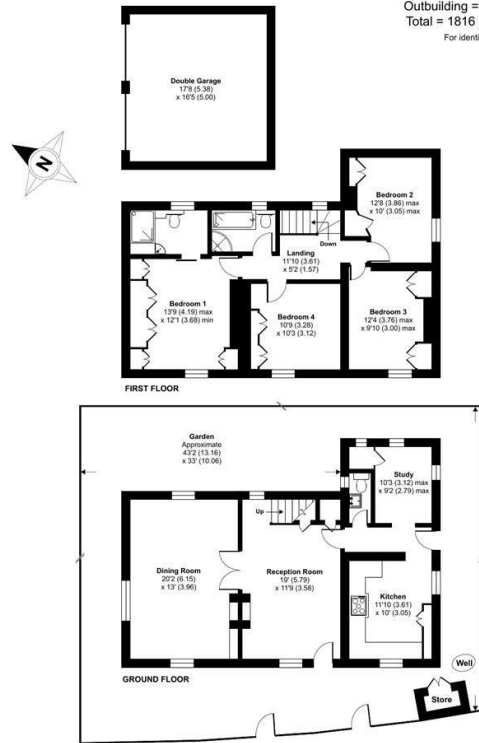 Outbuilding =
Total = 1816
For identi
Double Garage
17'8 (5.38)
x 16'5 (5.00)
N
Bedroom 2
12'8 (3.86) max
x 10' (3.05) max
Down
Landing
11'10 (3.61)
x 5'2 (1.57)
Bedroom 1
13'9 (4.19) max
x 12'1 (3.68) min
Bedroom 4
10'9 (3.28)
x 10'3 (3.12)
Bedroom 3
12'4 (3.76) max
x 9'10 (3.00) max
FIRST FLOOR
Garden
Approximate
43'2 (13.16)
x 33' (10.06)
Study
10'3 (3.12) max
x 9'2 (2.79) max
Up
Dining Room
20'2 (6.15)
x 13' (3.96)
Reception Room
19' (5.79)
x 11'9 (3.58)
Kitchen
11'10 (3.61)
x 10' (3.05)
Well
GROUND FLOOR
Store